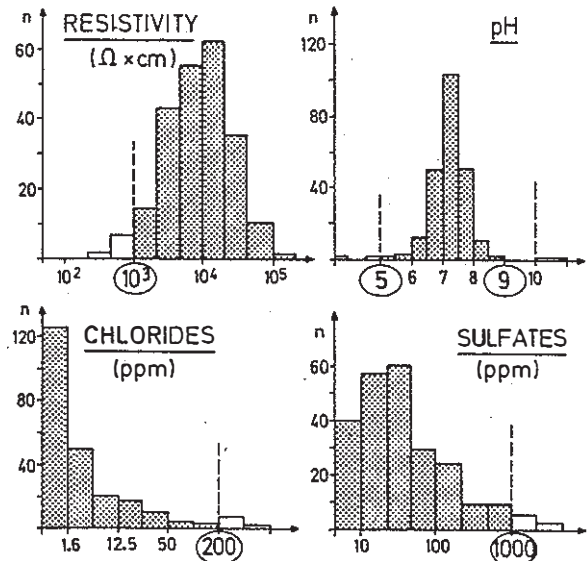 n
RESISTIVITY
(Ω×cm)
60
40
20
10² 10³ 10⁴ 10⁵
n
pH
120
80
40
5 6 7 8 9 10
n
CHLORIDES
(ppm)
120
80
40
1.6 12.5 50 200
n
SULFATES
(ppm)
60
40
20
10 100 1000